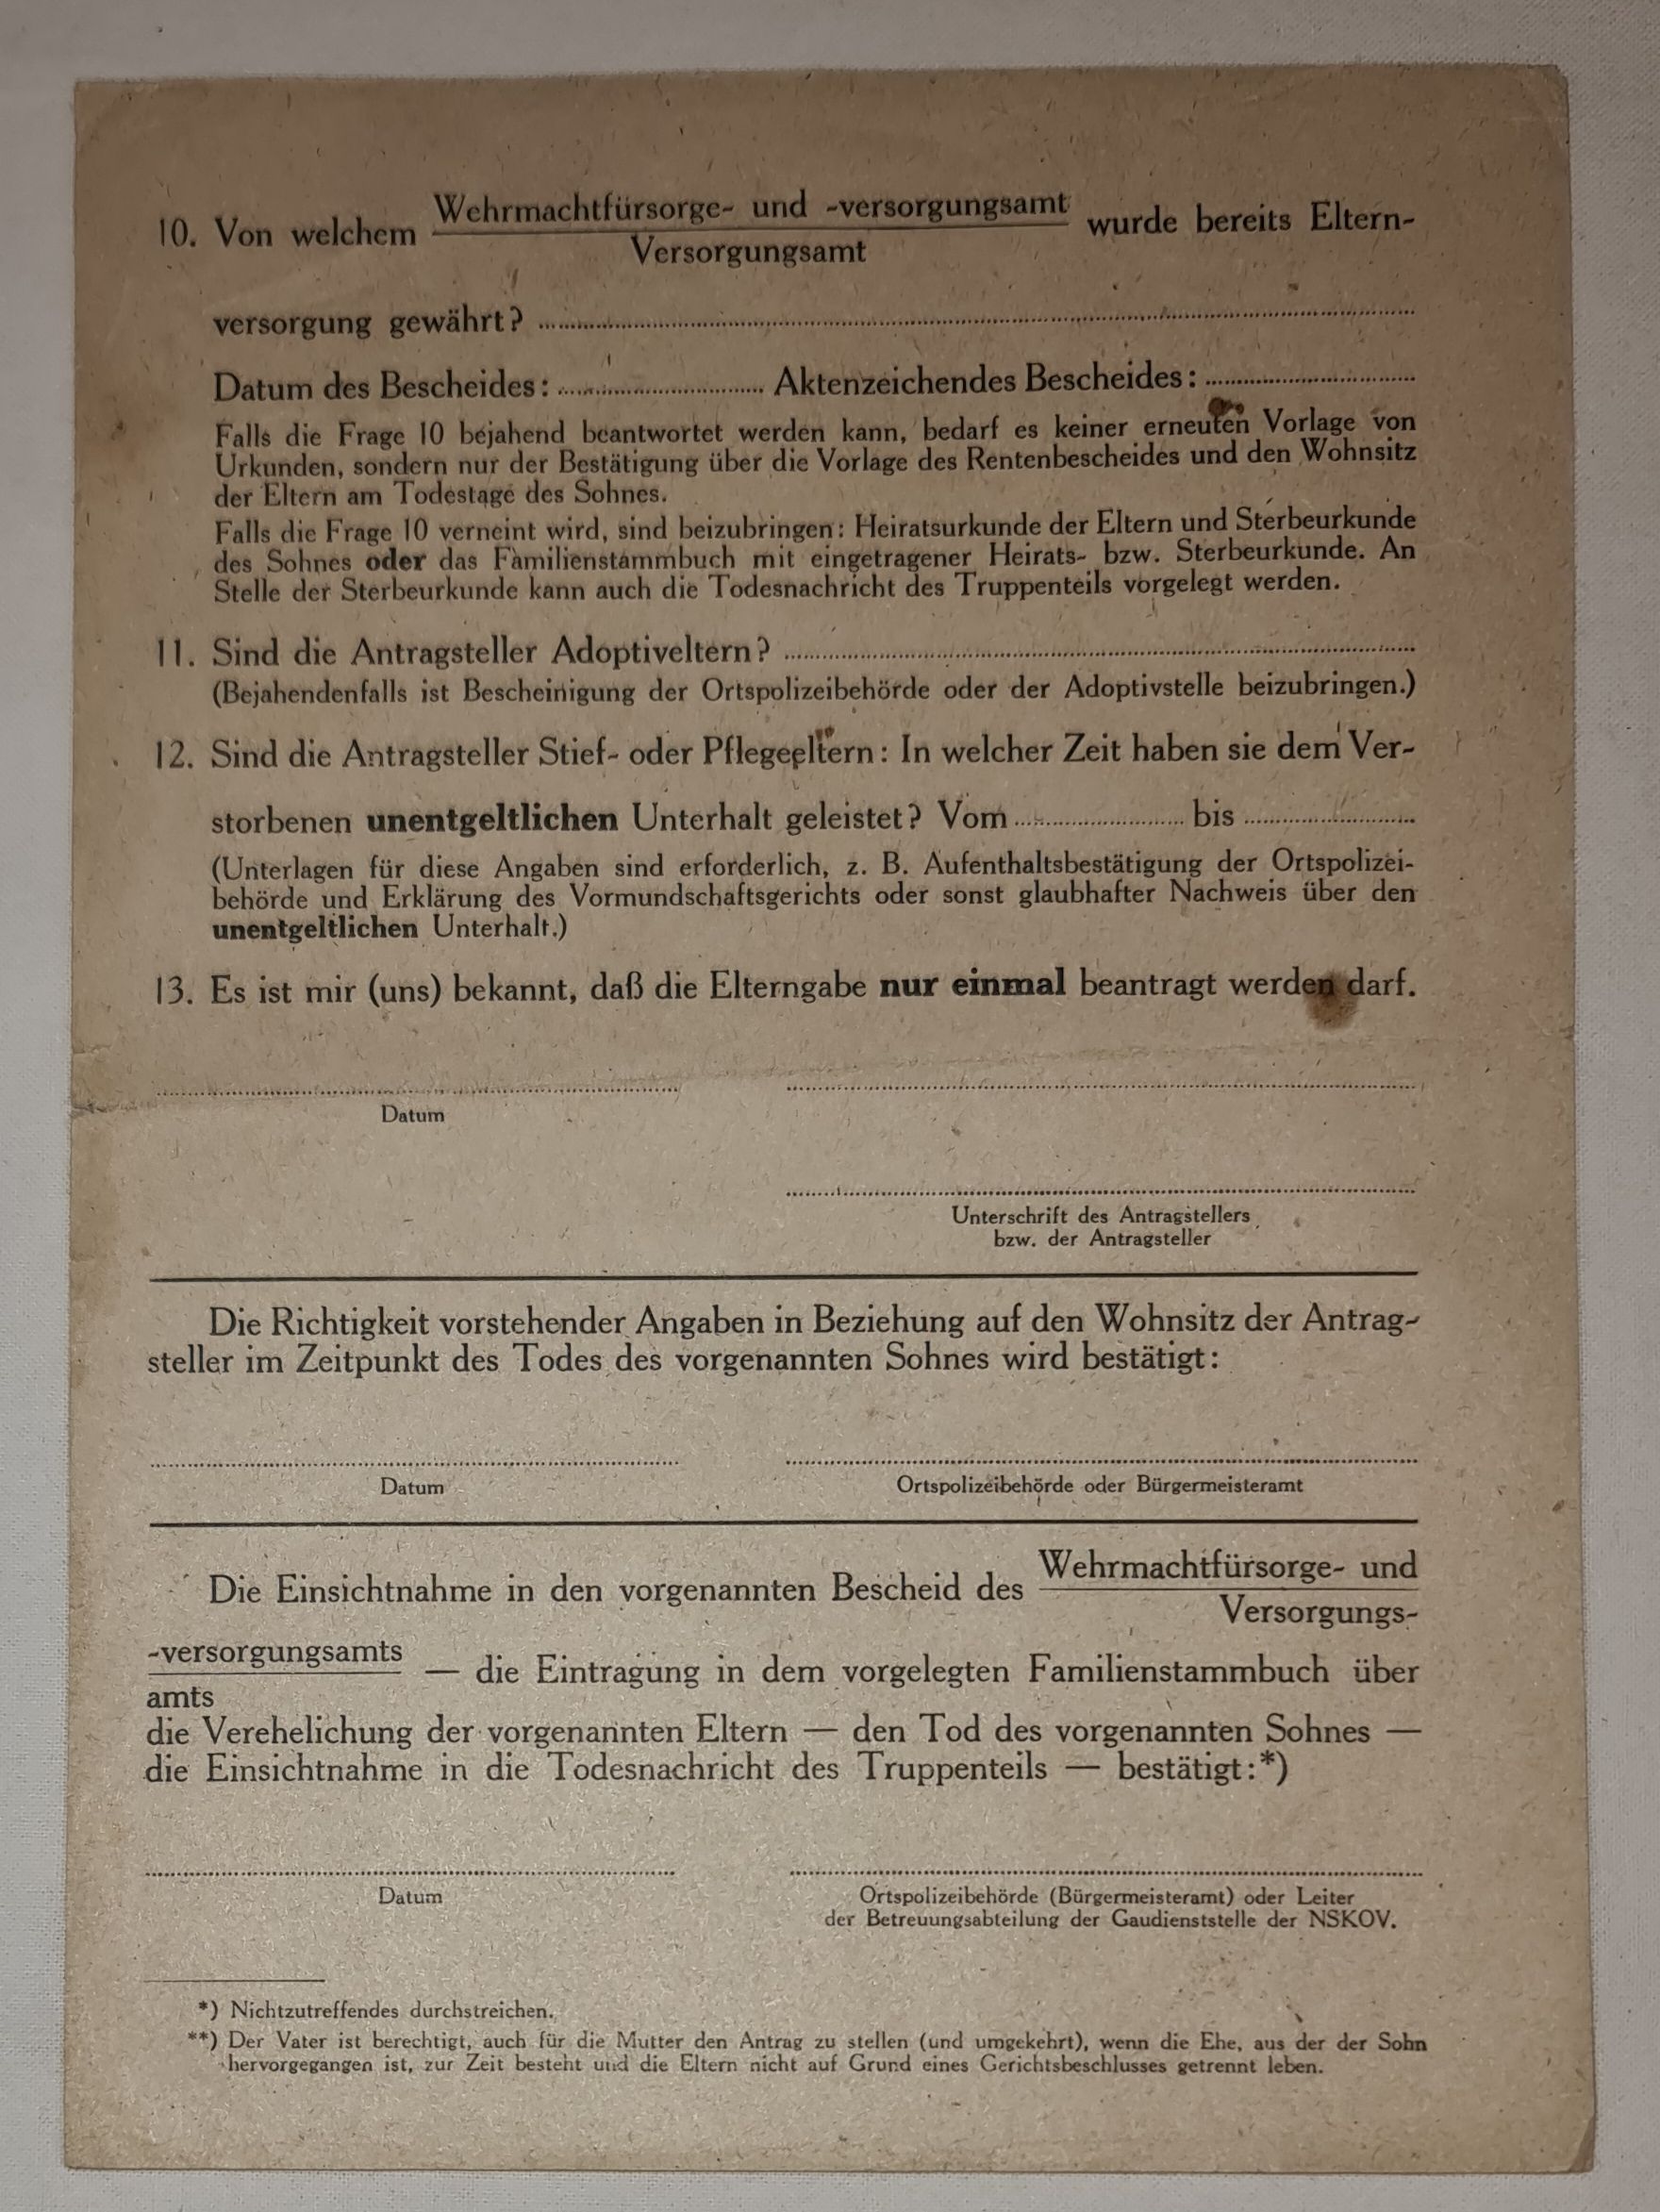 Wehrmachtfürsorge- und -versorgungsamt
10. Von welchem wurde bereits Eltern-
Versorgungsamt
versorgung gewährt? ........................................
Datum des Bescheides: .................... Aktenzeichendes Bescheides: ....................
Falls die Frage 10 bejahend beantwortet werden kann, bedarf es keiner erneuten Vorlage von
Urkunden, sondern nur der Bestätigung über die Vorlage des Rentenbescheides und den Wohnsitz
der Eltern am Todestage des Sohnes.
Falls die Frage 10 verneint wird, sind beizubringen: Heiratsurkunde der Eltern und Sterbeurkunde
des Sohnes oder das Familienstammbuch mit eingetragener Heirats- bzw. Sterbeurkunde. An
Stelle der Sterbeurkunde kann auch die Todesnachricht des Truppenteils vorgelegt werden.
11. Sind die Antragsteller Adoptiveltern? ........................................
(Bejahendenfalls ist Bescheinigung der Ortspolizeibehörde oder der Adoptivstelle beizubringen.)
12. Sind die Antragsteller Stief- oder Pflegeeltern: In welcher Zeit haben sie dem Ver-
storbenen unentgeltlichen Unterhalt geleistet? Vom .................... bis ....................
(Unterlagen für diese Angaben sind erforderlich, z. B. Aufenthaltsbestätigung der Ortspolizei-
behörde und Erklärung des Vormundschaftsgerichts oder sonst glaubhafter Nachweis über den
unentgeltlichen Unterhalt.)
13. Es ist mir (uns) bekannt, daß die Elterngabe nur einmal beantragt werden darf.
Datum
Unterschrift des Antragstellers
bzw. der Antragsteller
Die Richtigkeit vorstehender Angaben in Beziehung auf den Wohnsitz der Antrag-
steller im Zeitpunkt des Todes des vorgenannten Sohnes wird bestätigt:
Datum Ortspolizeibehörde oder Bürgermeisteramt
Wehrmachtfürsorge- und
Die Einsichtnahme in den vorgenannten Bescheid des
Versorgungs-
-versorgungsamts
— die Eintragung in dem vorgelegten Familienstammbuch über
amts
die Verehelichung der vorgenannten Eltern — den Tod des vorgenannten Sohnes —
die Einsichtnahme in die Todesnachricht des Truppenteils — bestätigt:*)
Datum Ortspolizeibehörde (Bürgermeisteramt) oder Leiter
der Betreuungsabteilung der Gaudienststelle der NSKOV.
*) Nichtzutreffendes durchstreichen.
**) Der Vater ist berechtigt, auch für die Mutter den Antrag zu stellen (und umgekehrt), wenn die Ehe, aus der der Sohn
hervorgegangen ist, zur Zeit besteht und die Eltern nicht auf Grund eines Gerichtsbeschlusses getrennt leben.